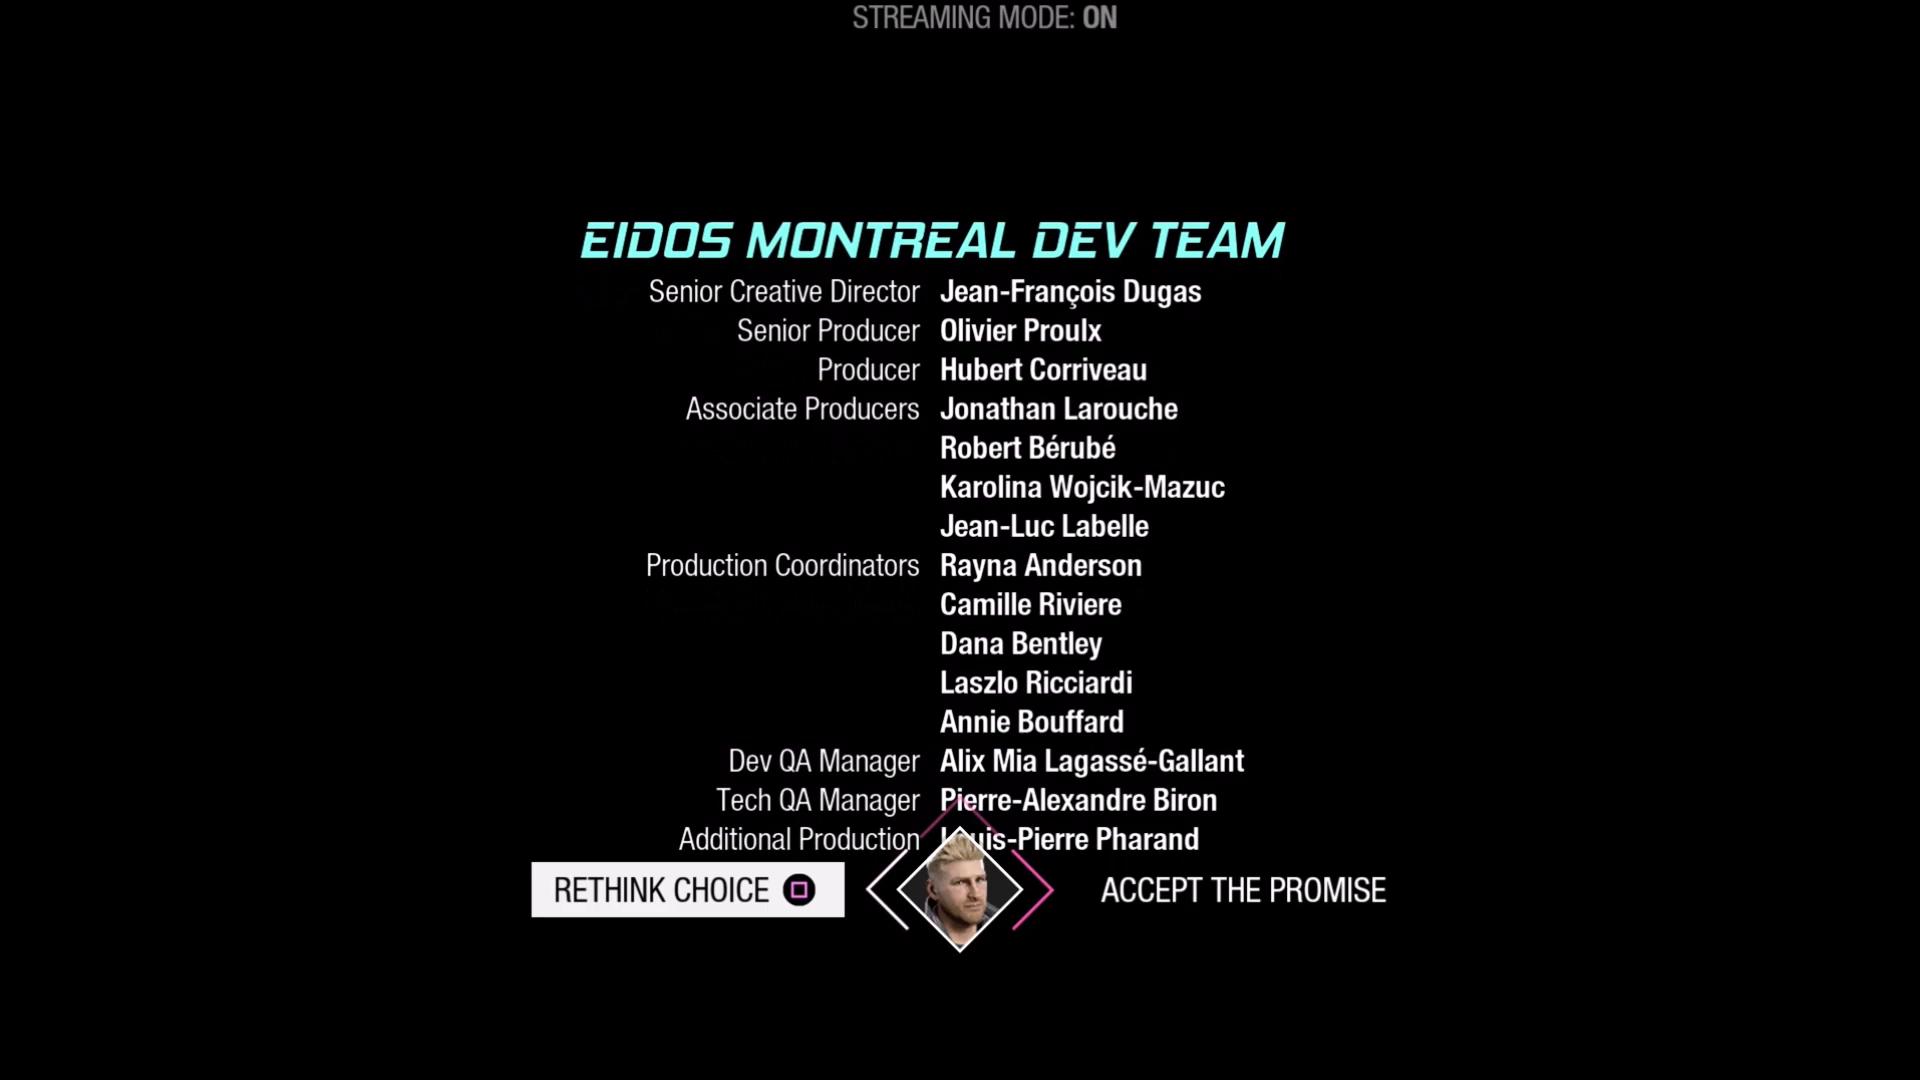 STREAMING MODE: ON
EIDOS MONTREAL DEV TEAM
Senior Creative Director Jean-François Dugas
Senior Producer Olivier Proulx
Producer Hubert Corriveau
Associate Producers Jonathan Larouche
Robert Bérubé
Karolina Wojcik-Mazuc
Jean-Luc Labelle
Production Coordinators Rayna Anderson
Camille Riviere
Dana Bentley
Laszlo Ricciardi
Annie Bouffard
Dev QA Manager Alix Mia Lagassé-Gallant
Tech QA Manager Pierre-Alexandre Biron
Additional Production Louis-Pierre Pharand
RETHINK CHOICE ACCEPT THE PROMISE